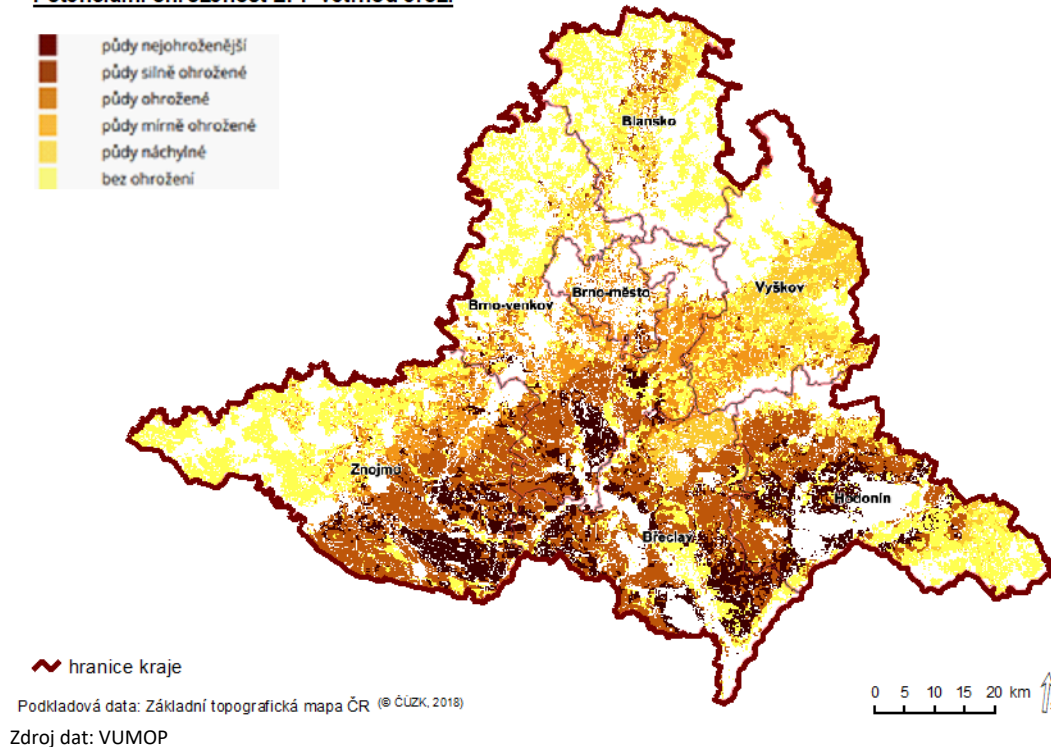 půdy nejohroženější
půdy silně ohrožené
půdy ohrožené
půdy mírně ohrožené
půdy náchylné
bez ohrožení
Blansko
Vyškov
Brno-město
Brno-venkov
Znojmo
Hodonín
Břeclav
hranice kraje
0 5 10 15 20 km
Podkladová data: Základní topografická mapa ČR (© ČÚZK, 2018)
Zdroj dat: VUMOP